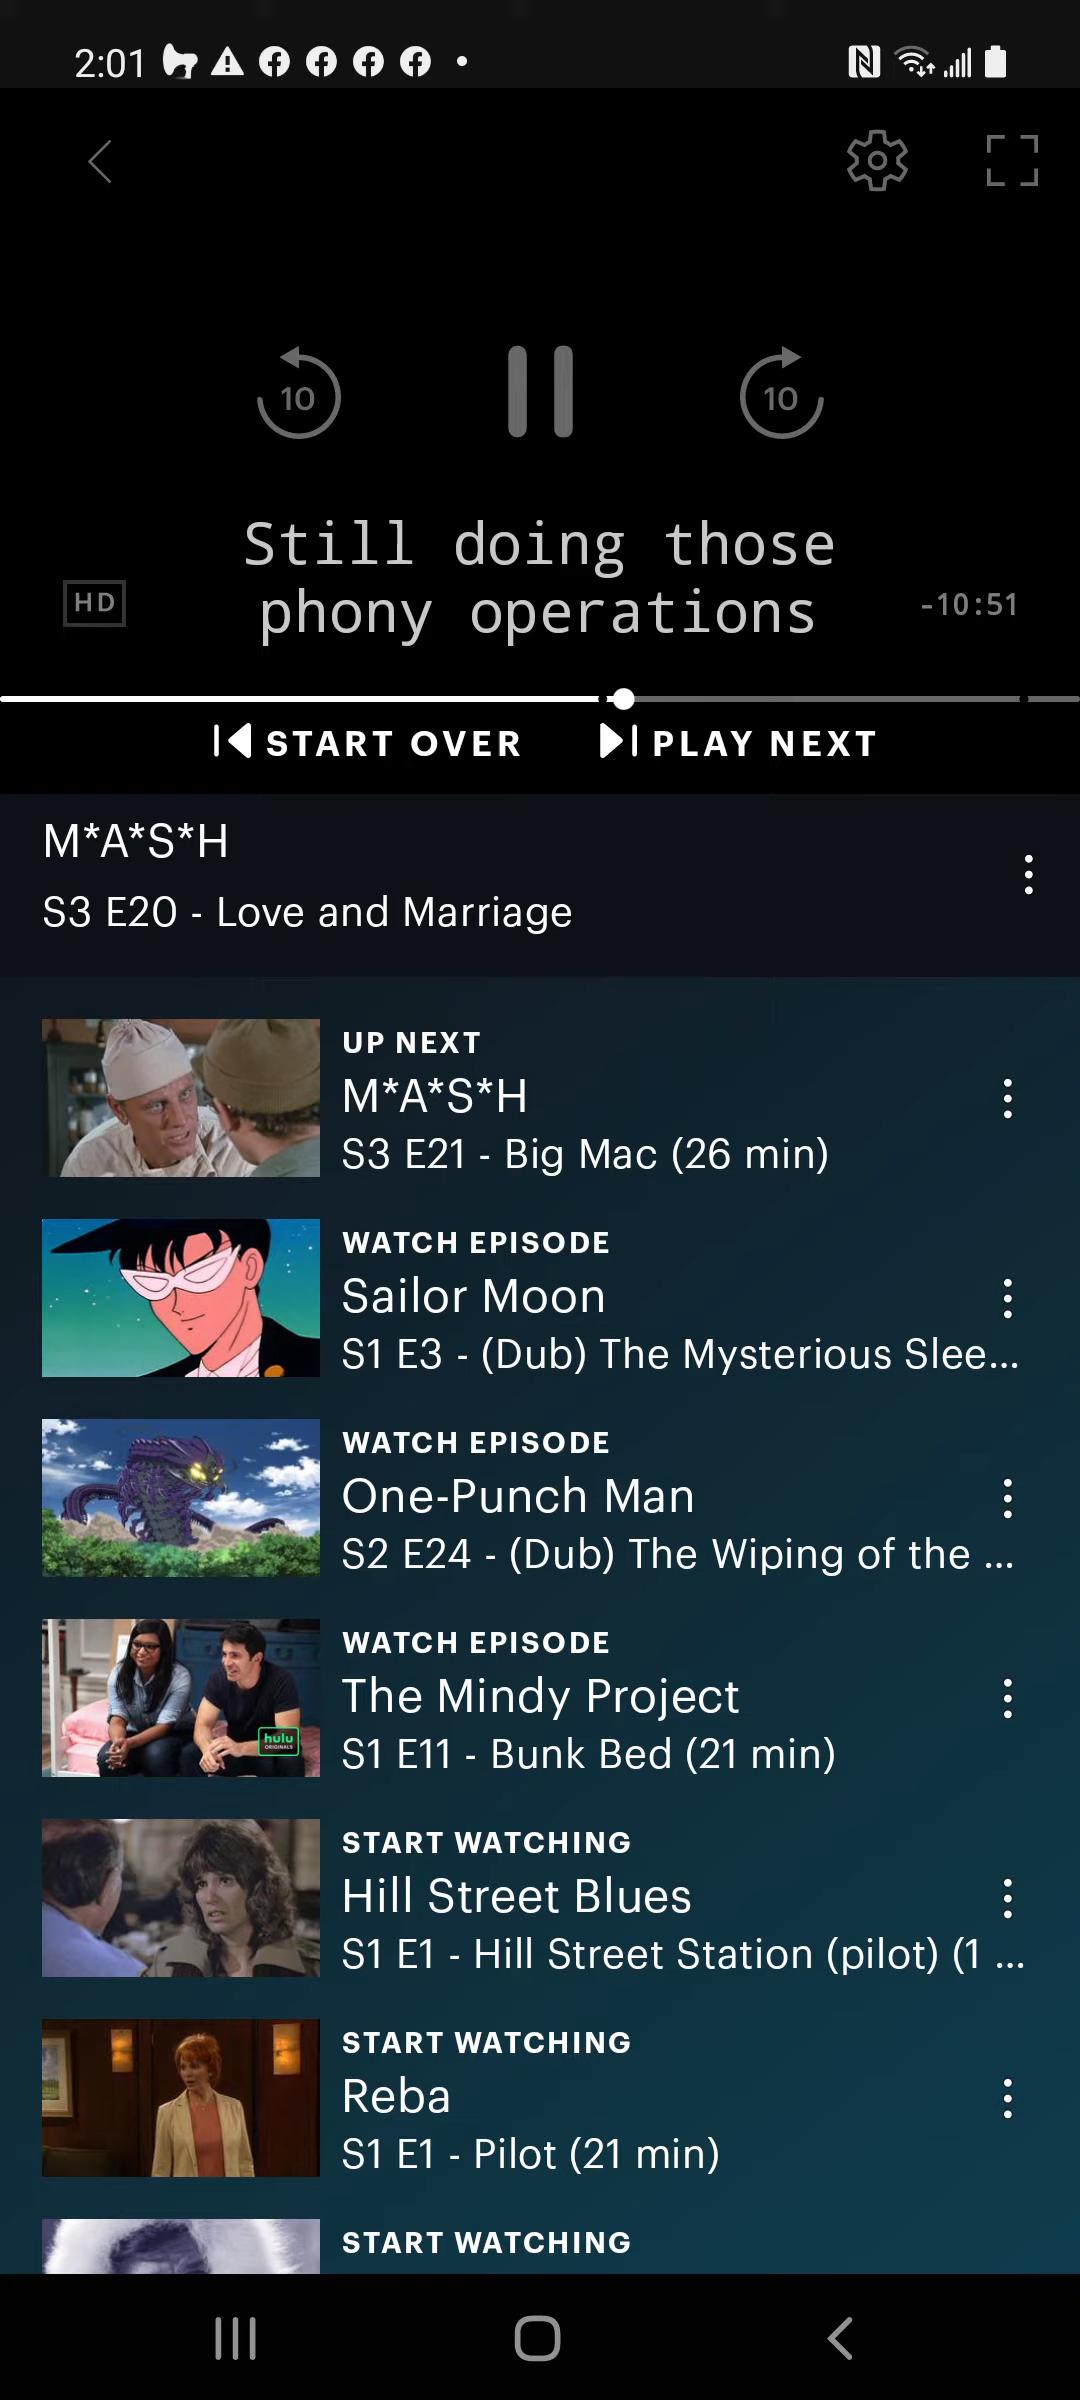 2:01
10
10
Still doing those
phony operations
HD
-10:51
START OVER
PLAY NEXT
M*A*S*H
S3 E20 - Love and Marriage
UP NEXT
M*A*S*H
S3 E21 - Big Mac (26 min)
WATCH EPISODE
Sailor Moon
S1 E3 - (Dub) The Mysterious Slee...
WATCH EPISODE
One-Punch Man
S2 E24 - (Dub) The Wiping of the ...
WATCH EPISODE
The Mindy Project
S1 E11 - Bunk Bed (21 min)
hulu
ORIGINALS
START WATCHING
Hill Street Blues
S1 E1 - Hill Street Station (pilot) (1 ...
START WATCHING
Reba
S1 E1 - Pilot (21 min)
START WATCHING